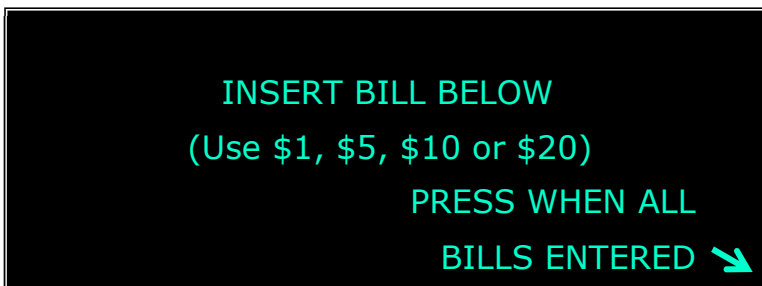 INSERT BILL BELOW
(Use $1, $5, $10 or $20)
PRESS WHEN ALL
BILLS ENTERED